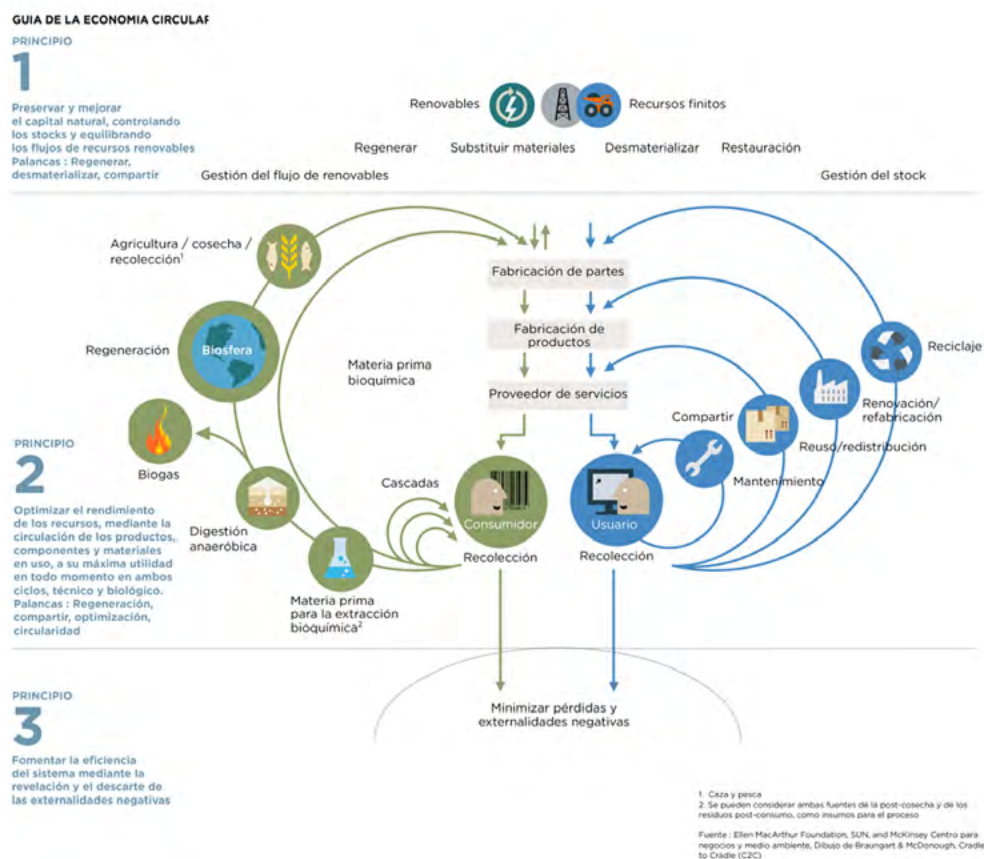 GUIA DE LA ECONOMIA CIRCULAR
PRINCIPIO
1
Preservar y mejorar
el capital natural, controlando
los stocks y equilibrando
los flujos de recursos renovables
Palancas : Regenerar,
desmaterializar, compartir
Renovables
Recursos finitos
Regenerar
Substituir materiales
Desmaterializar
Restauración
Gestión del flujo de renovables
Gestión del stock
Agricultura / cosecha /
recolección1
Regeneración
Biosfera
Biogas
Digestión
anaeróbica
Materia prima
para la extracción
bioquímica2
Materia prima
bioquímica
Cascadas
Fabricación de partes
Fabricación de
productos
Proveedor de servicios
Consumidor
Recolección
Usuario
Recolección
Compartir
Mantenimiento
Reuso/redistribución
Renovación/
refabricación
Reciclaje
PRINCIPIO
2
Optimizar el rendimiento
de los recursos, mediante la
circulación de los productos,
componentes y materiales
en uso, a su máxima utilidad
en todo momento en ambos
ciclos, técnico y biológico.
Palancas : Regeneración,
compartir, optimización,
circularidad
Minimizar pérdidas y
externalidades negativas
PRINCIPIO
3
Fomentar la eficiencia
del sistema mediante la
revelación y el descarte de
las externalidades negativas
1. Caza y pesca
2. Se pueden considerar ambas fuentes de la post-cosecha y de los
residuos post-consumo, como insumos para el proceso
Fuente : Ellen MacArthur Foundation, SUN, and McKinsey Centro para
negocios y medio ambiente, Dibujo de Braungart & McDonough, Cradle
to Cradle (C2C)